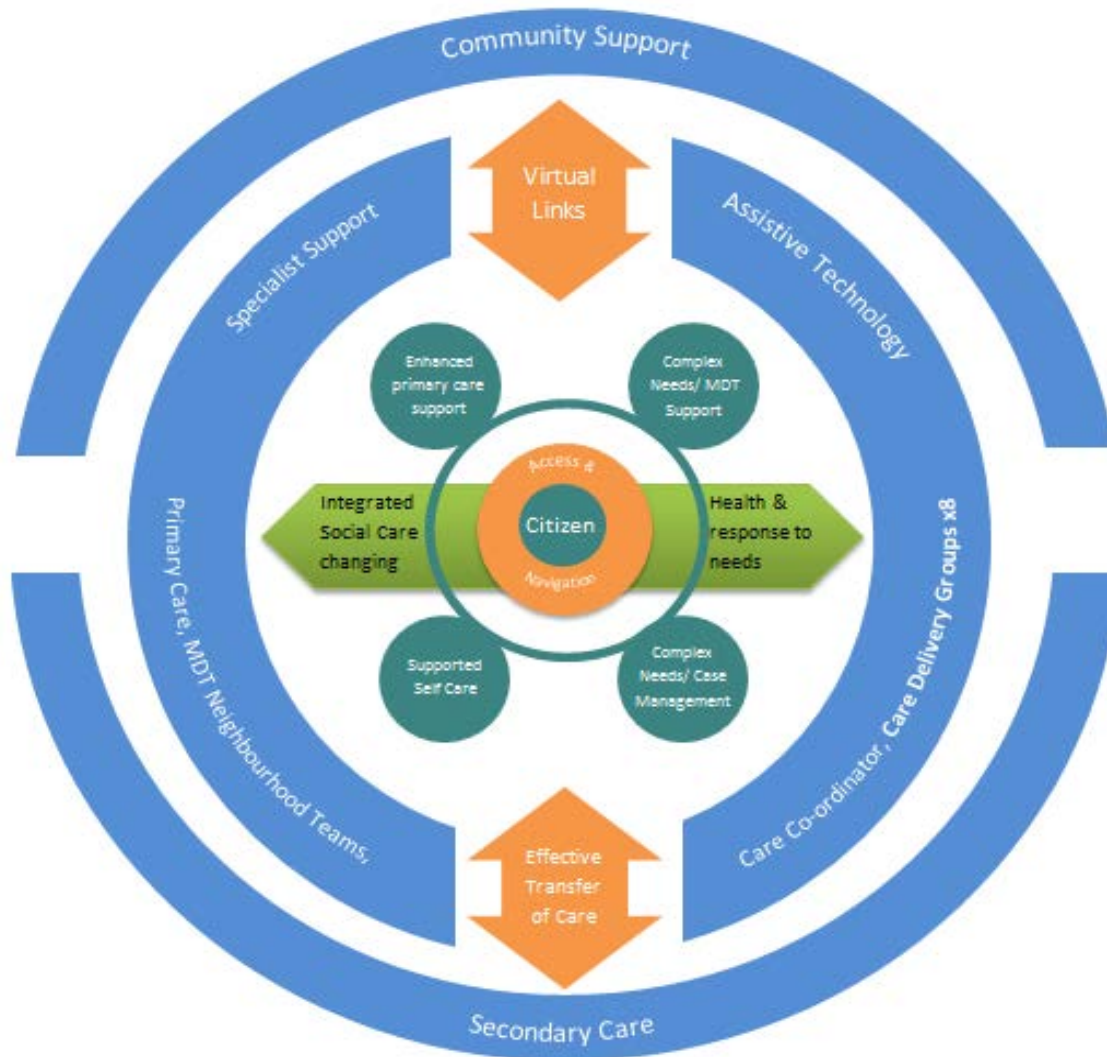 Community Support
Virtual
Links
Specialist Support
Assistive Technology
Enhanced
primary care
support
Complex
Needs/ MDT
Support
Access &
Citizen
Navigation
Integrated
Social Care
changing
Health &
response to
needs
Supported
Self Care
Complex
Needs/ Case
Management
Primary Care, MDT Neighbourhood Teams,
Care Co-ordinator, Care Delivery Groups x8
Effective
Transfer
of Care
Secondary Care